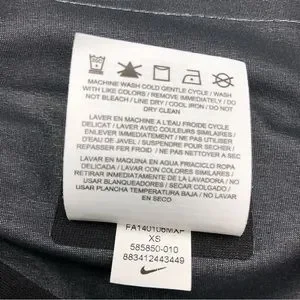 MACHINE WASH COLD GENTLE CYCLE / WASH
WITH LIKE COLORS / REMOVE IMMEDIATELY / DO
NOT BLEACH / LINE DRY / COOL IRON / DO NOT
DRY CLEAN
LAVER EN MACHINE A L'EAU FROIDE CYCLE
DELICAT / LAVER AVEC COULEURS SIMILAIRES /
ENLEVER IMMÉDIATEMENT / NE PAS UTILISER
D'EAU DE JAVEL / SUSPENDRE POUR SECHER /
REPASSER FER FROID / NE PAS NETTOYER A SEC
LAVAR EN MAQUINA EN AGUA FRIA/CICLO ROPA
DELICADA / LAVAR CON COLORES SIMILARES /
RETIRAR INMEDIATAMENTE DE LA LAVADORA / NO
USAR BLANQUEADORES / SECAR COLGADO /
USAR PLANCHA TEMPERATURA BAJA / NO LAVAR
EN SECO
FA140106MXF
XS
585850-010
883412443449